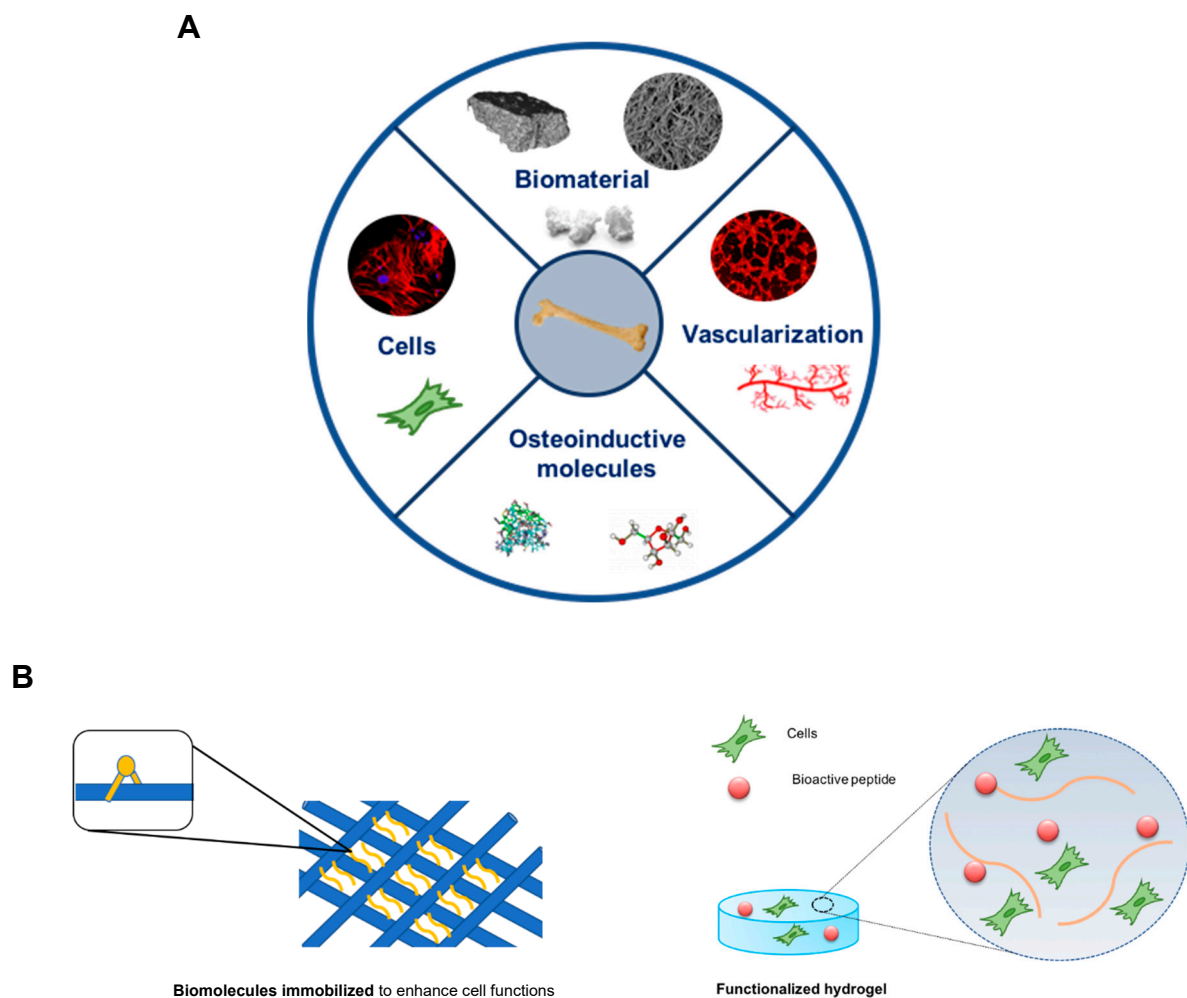 A
Biomaterial
Cells
Vascularization
Osteoinductive
molecules
B
Cells
Bioactive peptide
Biomolecules immobilized to enhance cell functions
Functionalized hydrogel